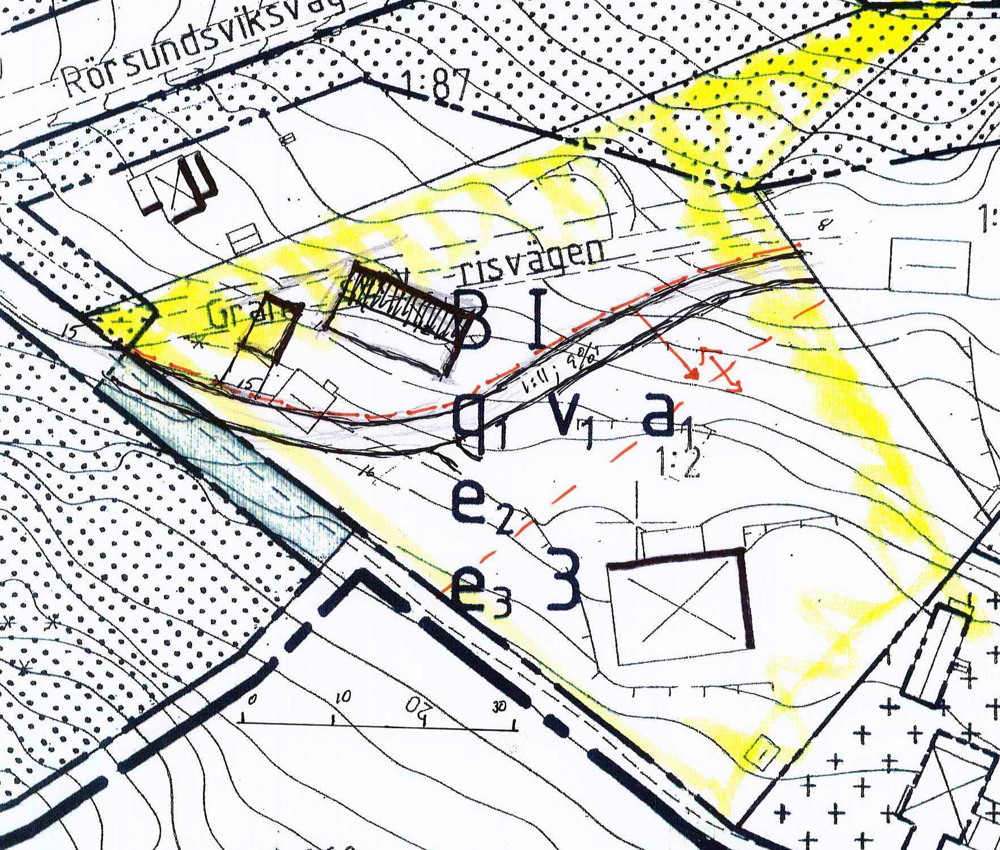 Rörsundsviksväg
1:87
8
1:
Gran
risvägen
15
B I
15
till; 9%
q1 v1 a1
1:2
16
e2
e3 3
0 10 20 30